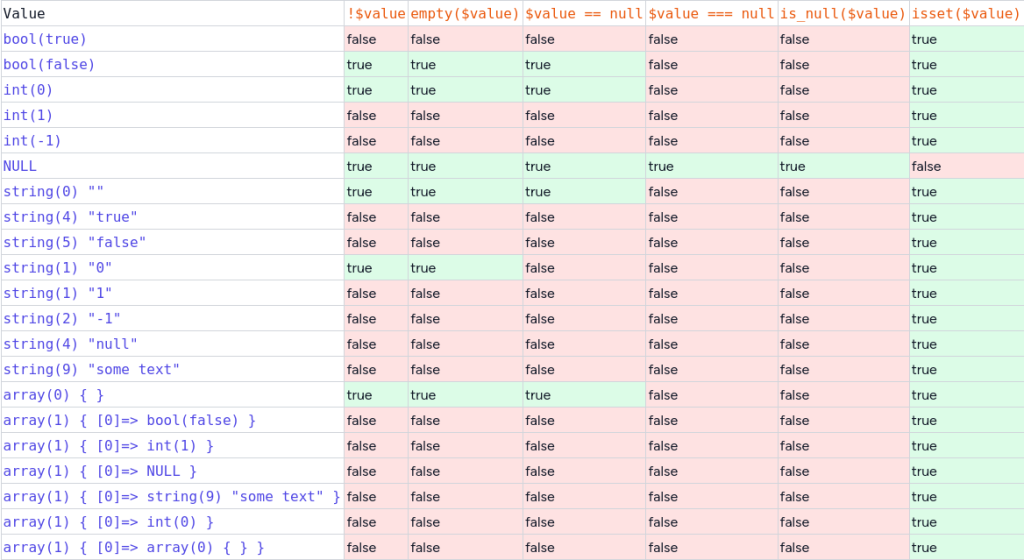 Value !$value empty($value) $value == null $value === null is_null($value) isset($value)
bool(true) false false false false false true
bool(false) true true true false false true
int(0) true true true false false true
int(1) false false false false false true
int(-1) false false false false false true
NULL true true true true true false
string(0) "" true true true false false true
string(4) "true" false false false false false true
string(5) "false" false false false false false true
string(1) "0" true true false false false true
string(1) "1" false false false false false true
string(2) "-1" false false false false false true
string(4) "null" false false false false false true
string(9) "some text" false false false false false true
array(0) { } true true true false false true
array(1) { [0]=> bool(false) } false false false false false true
array(1) { [0]=> int(1) } false false false false false true
array(1) { [0]=> NULL } false false false false false true
array(1) { [0]=> string(9) "some text" } false false false false false true
array(1) { [0]=> int(0) } false false false false false true
array(1) { [0]=> array(0) { } } false false false false false true